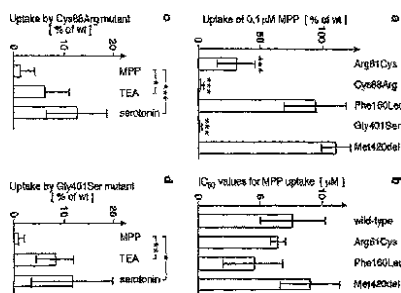 c
Uptake by Cys88Arg mutant
[ % of wt ]
0
10
20
MPP
TEA
serotonin
***
a
Uptake of 0,1 µM MPP [ % of wt ]
0
50
100
Arg61Cys
***
Cys88Arg
***
Phe160Leu
Gly401Ser
***
Met420del
d
Uptake by Gly401Ser mutant
[ % of wt ]
0
10
20
MPP
TEA
serotonin
b
IC50 values for MPP uptake [ µM ]
0
5
10
wild-type
Arg61Cys
Phe160Leu
Met420del